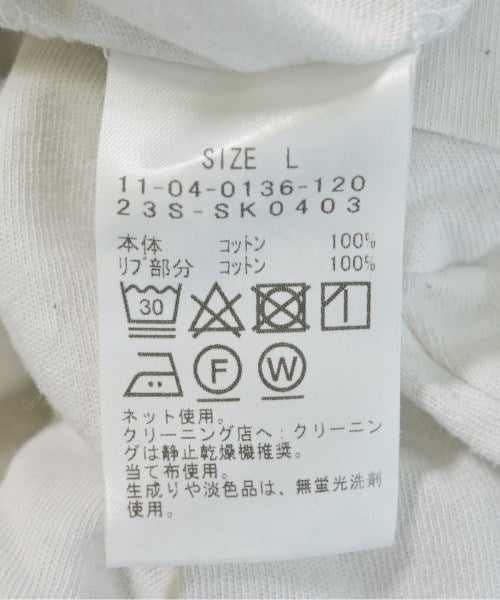 SIZE L
11-04-0136-120
23S-SK0403
本体 コットン 100%
リブ部分 コットン 100%
30
F W
ネット使用。
クリーニング店へ:クリーニン
グは静止乾燥機推奨。
当て布使用。
生成りや淡色品は、無蛍光洗剤
使用。